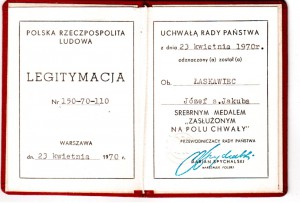 POLSKA RZECZPOSPOLITA
LUDOWA
LEGITYMACJA
Nr 190-70-110
WARSZAWA
dn. 23 kwietnia 1970 r.
UCHWAŁĄ RADY PAŃSTWA
z dnia 23 kwietnia 1970r.
odznaczony (a) został (a)
Ob. ŁASKAWIEC
Józef s. Jakuba
SREBRNYM MEDALEM
"ZASŁUŻONYM
NA POLU CHWAŁY"
PRZEWODNICZĄCY RADY PAŃSTWA
MARIAN SPYCHALSKI
MARSZAŁEK POLSKI